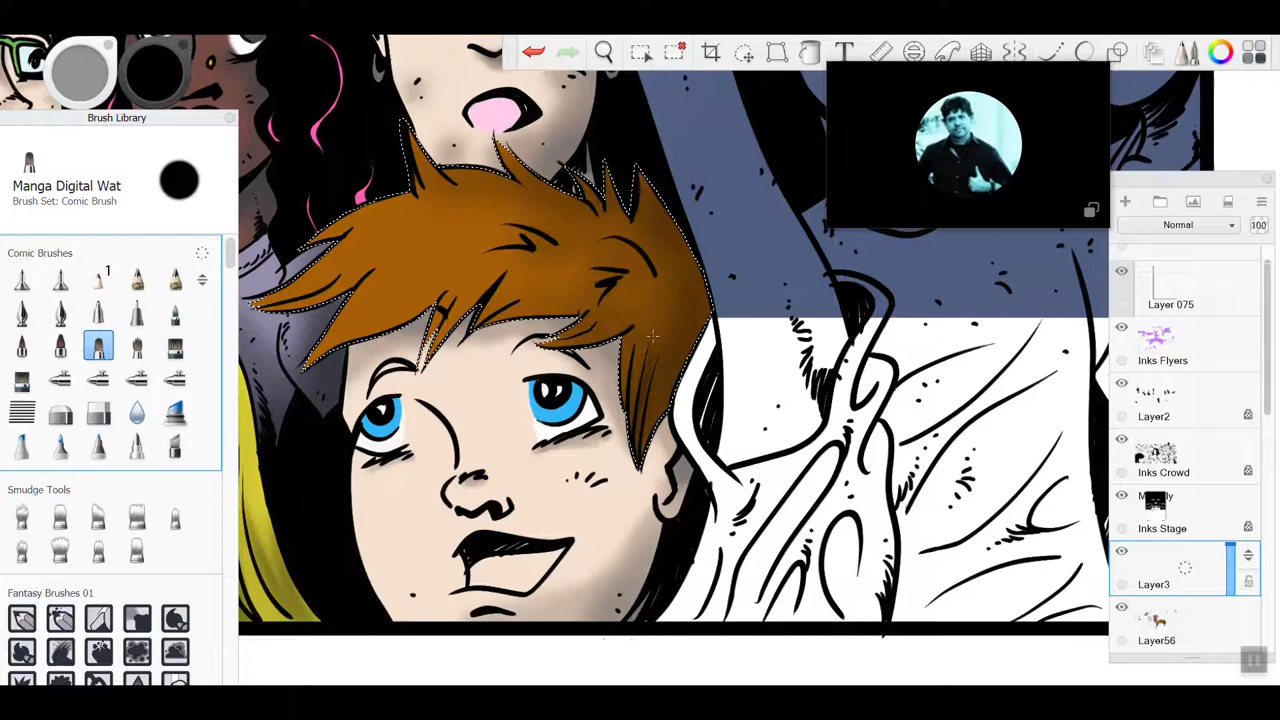 Brush Library
Manga Digital Wat
Brush Set: Comic Brush
Comic Brushes
1
Smudge Tools
Fantasy Brushes 01
T
Normal
100
Layer 075
Inks Flyers
Layer2
Inks Crowd
Inks Stage
Layer3
Layer56